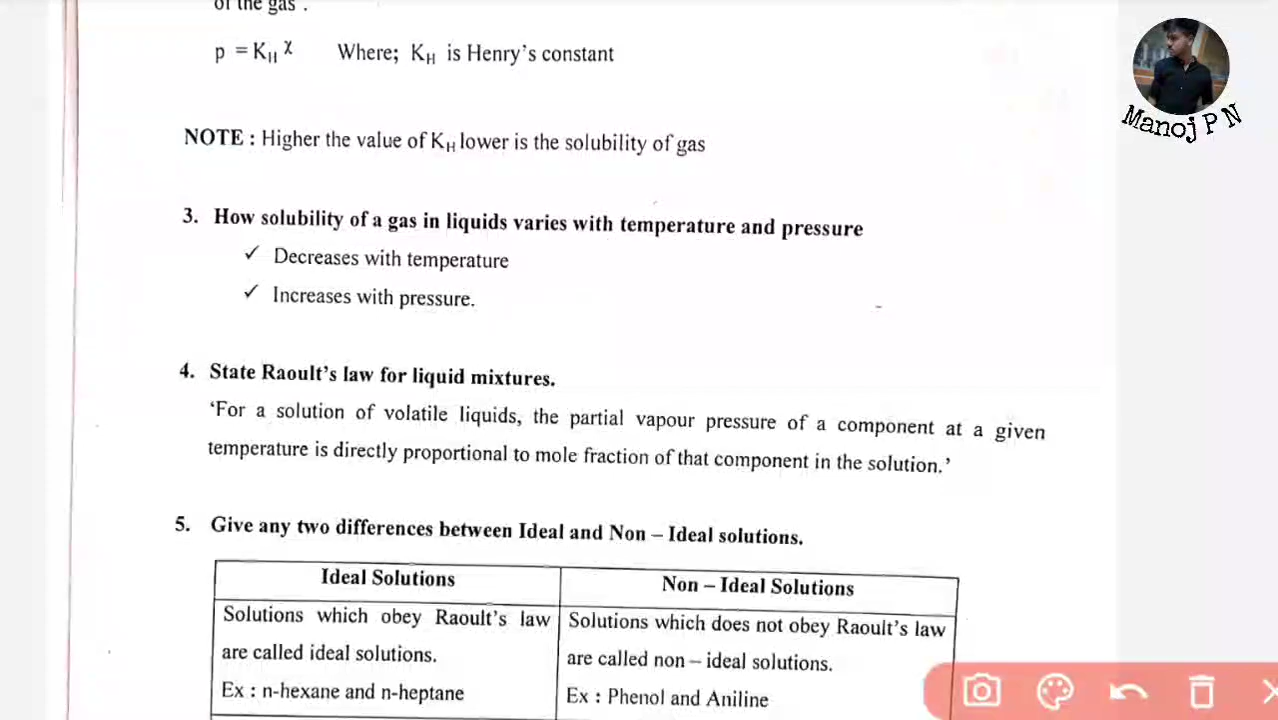 of the gas .
p = K_H χ Where; K_H is Henry's constant
NOTE : Higher the value of K_H lower is the solubility of gas
3. How solubility of a gas in liquids varies with temperature and pressure
✓ Decreases with temperature
✓ Increases with pressure.
4. State Raoult's law for liquid mixtures.
‘For a solution of volatile liquids, the partial vapour pressure of a component at a given
temperature is directly proportional to mole fraction of that component in the solution.’
5. Give any two differences between Ideal and Non – Ideal solutions.
Ideal Solutions
Non – Ideal Solutions
Solutions which obey Raoult's law
are called ideal solutions.
Ex : n-hexane and n-heptane
Solutions which does not obey Raoult's law
are called non – ideal solutions.
Ex : Phenol and Aniline
Manoj P N